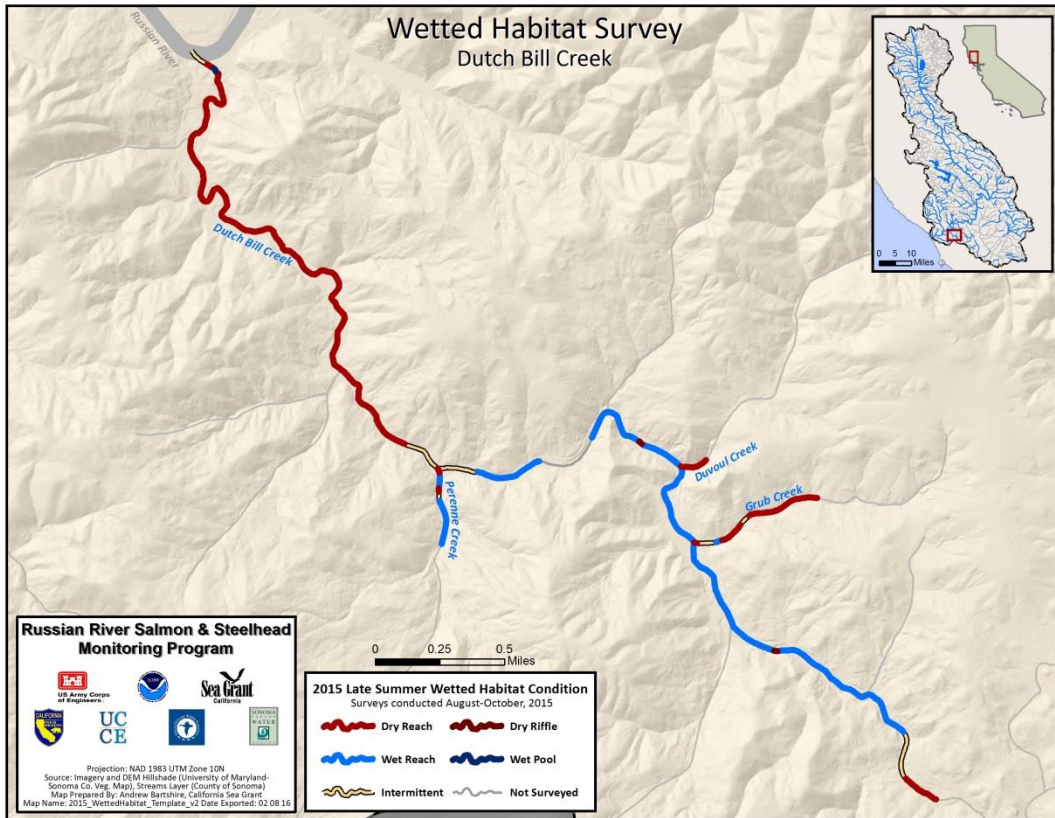 Wetted Habitat Survey
Dutch Bill Creek
Russian River
Dutch Bill Creek
Perenne Creek
Duvoul Creek
Grub Creek
0 5 10
Miles
0 0.25 0.5
Miles
Russian River Salmon & Steelhead
Monitoring Program
US Army Corps
of Engineers
NOAA
Sea Grant
California
CALIFORNIA
UC
CE
SONOMA
COUNTY
WATER
Projection: NAD 1983 UTM Zone 10N
Source: Imagery and DEM Hillshade (University of Maryland-
Sonoma Co. Veg. Map), Streams Layer (County of Sonoma)
Map Prepared By: Andrew Bartshire, California Sea Grant
Map Name: 2015_WettedHabitat_Template_v2 Date Exported: 02 08 16
2015 Late Summer Wetted Habitat Condition
Surveys conducted August-October, 2015
Dry Reach
Dry Riffle
Wet Reach
Wet Pool
Intermittent
Not Surveyed